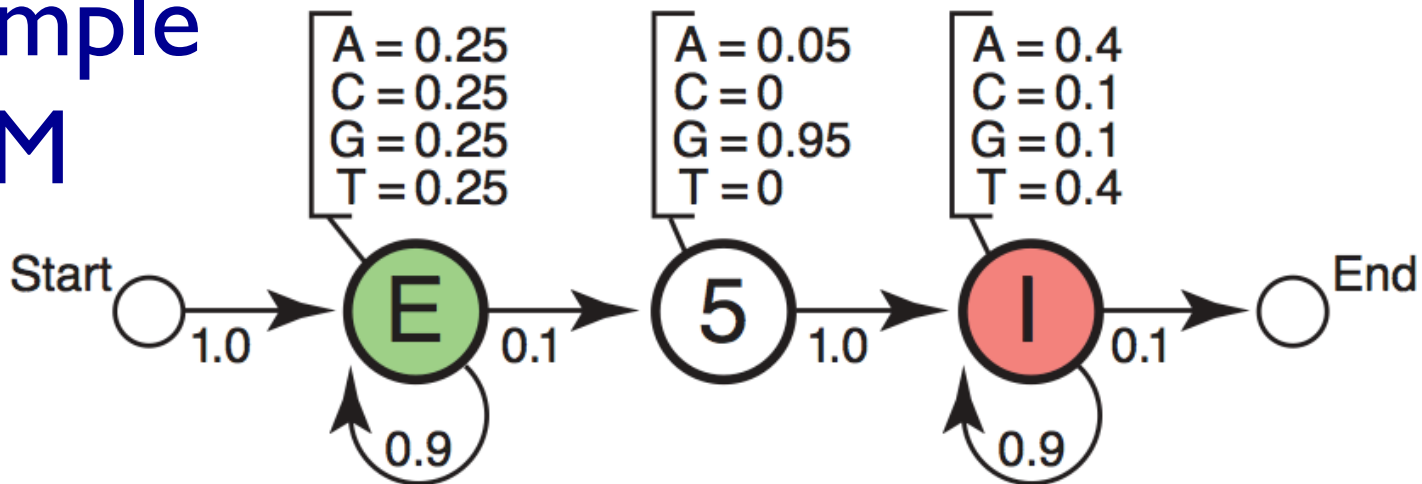 mple
M
A = 0.25
C = 0.25
G = 0.25
T = 0.25
A = 0.05
C = 0
G = 0.95
T = 0
A = 0.4
C = 0.1
G = 0.1
T = 0.4
Start
1.0
E
0.1
5
1.0
I
0.1
End
0.9
0.9